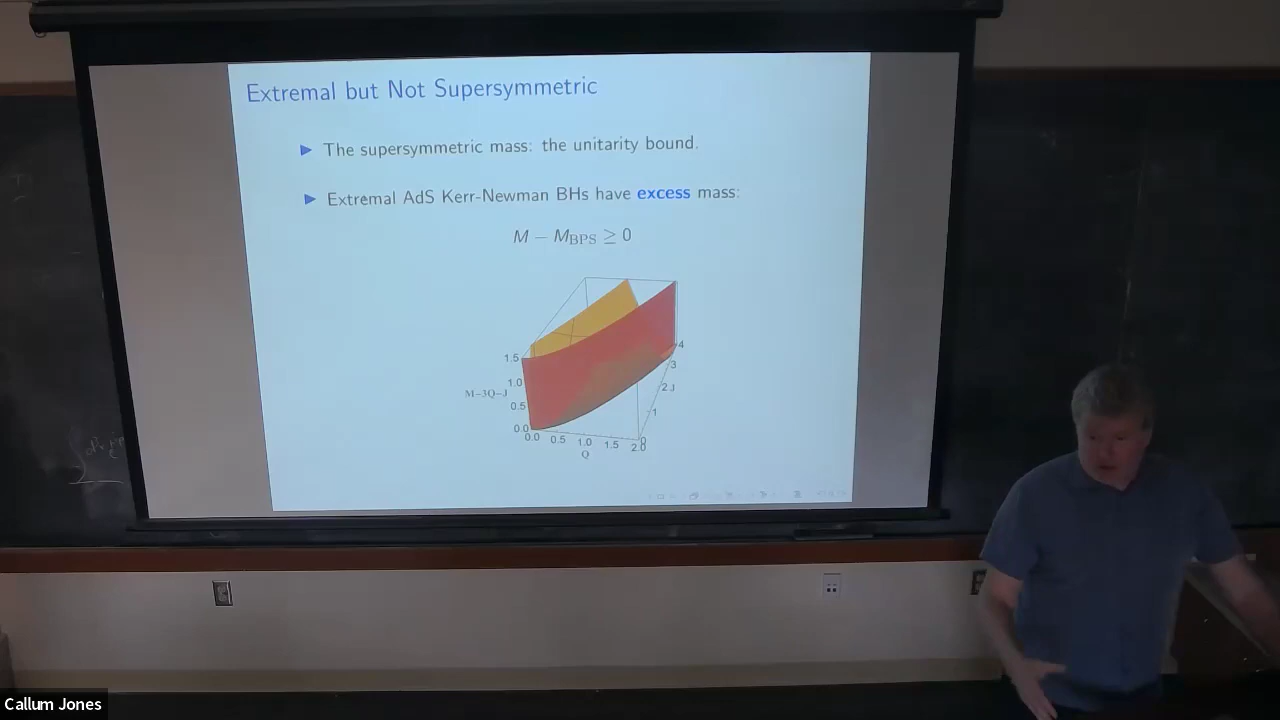 Extremal but Not Supersymmetric
The supersymmetric mass: the unitarity bound.
Extremal AdS Kerr-Newman BHs have excess mass:
M − M_BPS ≥ 0
1.5
1.0
M−3Q−J
0.5
0.0
0.0 0.5 1.0 1.5 2.0
Q
0
1
2 J
3
4
Callum Jones